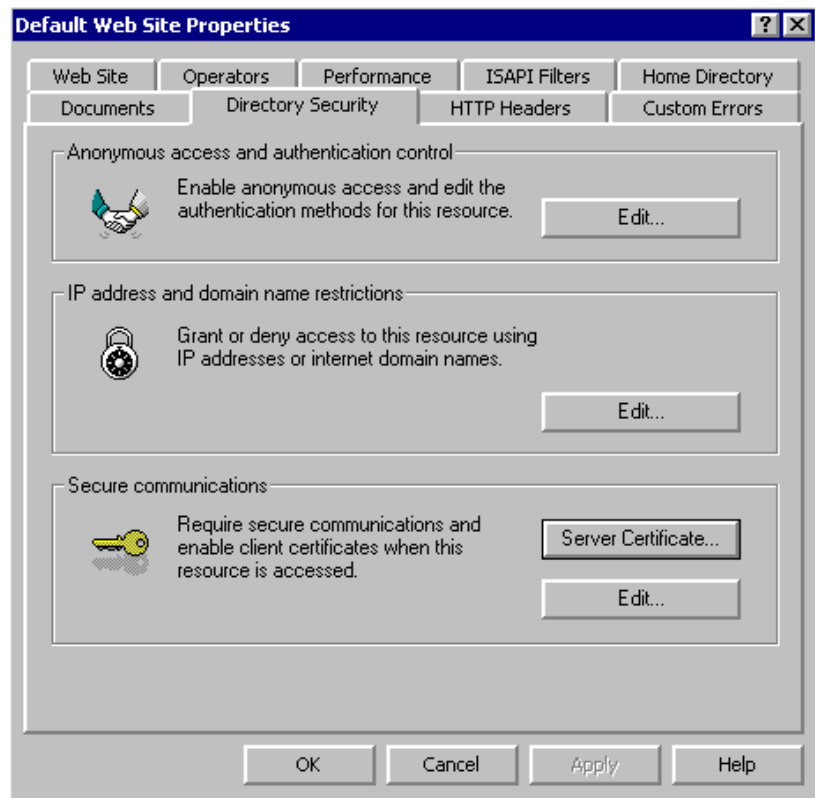 Default Web Site Properties
Web Site Operators Performance ISAPI Filters Home Directory
Documents Directory Security HTTP Headers Custom Errors
Anonymous access and authentication control
Enable anonymous access and edit the
authentication methods for this resource.
Edit...
IP address and domain name restrictions
Grant or deny access to this resource using
IP addresses or internet domain names.
Edit...
Secure communications
Require secure communications and
enable client certificates when this
resource is accessed.
Server Certificate...
Edit...
OK Cancel Apply Help